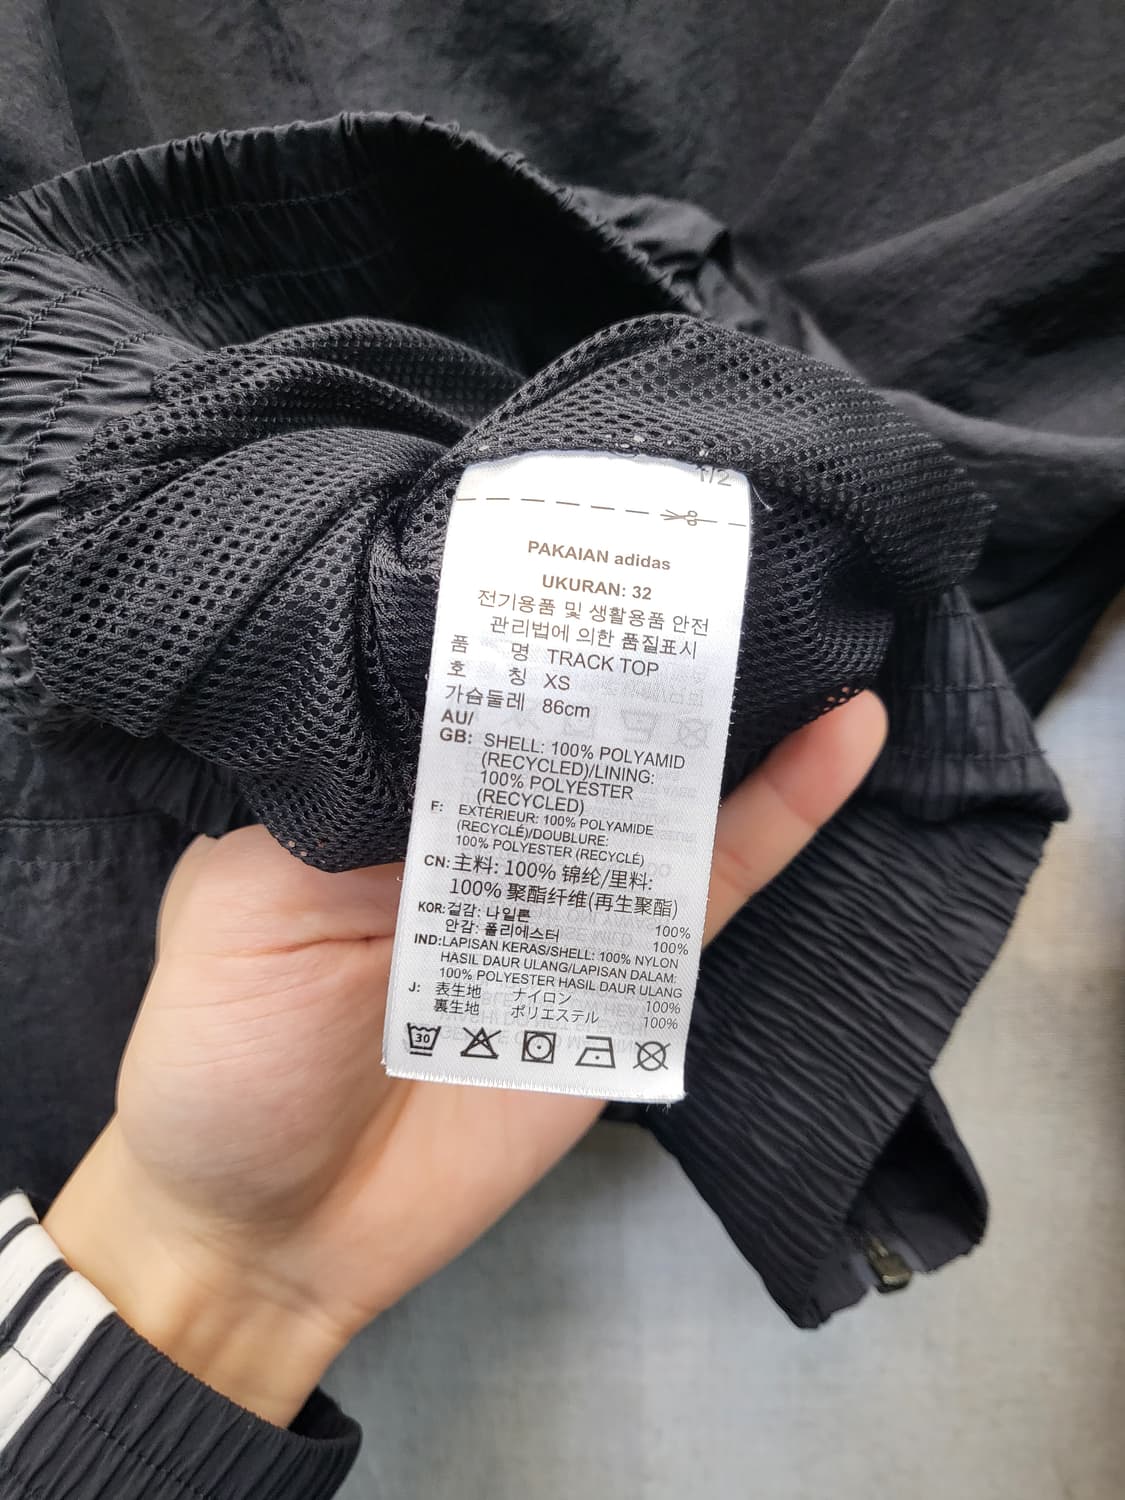 1/2
PAKAIAN adidas
UKURAN: 32
전기용품 및 생활용품 안전
관리법에 의한 품질표시
품 명 TRACK TOP
호 칭 XS
가슴둘레 86cm
AU/
GB: SHELL: 100% POLYAMID
(RECYCLED)/LINING:
100% POLYESTER
(RECYCLED)
F: EXTÉRIEUR: 100% POLYAMIDE
(RECYCLÉ)/DOUBLURE:
100% POLYESTER (RECYCLÉ)
CN: 主料: 100% 锦纶/里料:
100% 聚酯纤维(再生聚酯)
KOR: 겉감: 나일론 100%
안감: 폴리에스터 100%
IND: LAPISAN KERAS/SHELL: 100% NYLON
HASIL DAUR ULANG/LAPISAN DALAM:
100% POLYESTER HASIL DAUR ULANG
J: 表生地 ナイロン 100%
裏生地 ポリエステル 100%
30